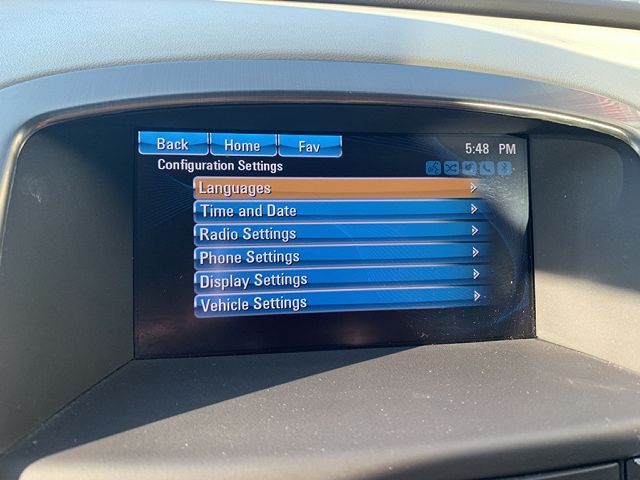 Back Home Fav
5:48 PM
Configuration Settings
Languages
Time and Date
Radio Settings
Phone Settings
Display Settings
Vehicle Settings